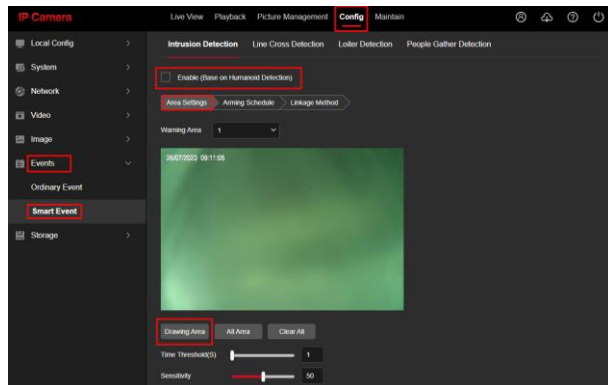 IP Camera Live View Playback Picture Management Config Maintain
Local Config
System
Network
Video
Image
Events
Ordinary Event
Smart Event
Storage
Intrusion Detection Line Cross Detection Loiter Detection People Gather Detection
Enable (Base on Humanoid Detection)
Area Settings Arming Schedule Linkage Method
Warning Area 1
26/07/2023 09:11:05
Drawing Area All Area Clear All
Time Threshold(S) 1
Sensitivity 50